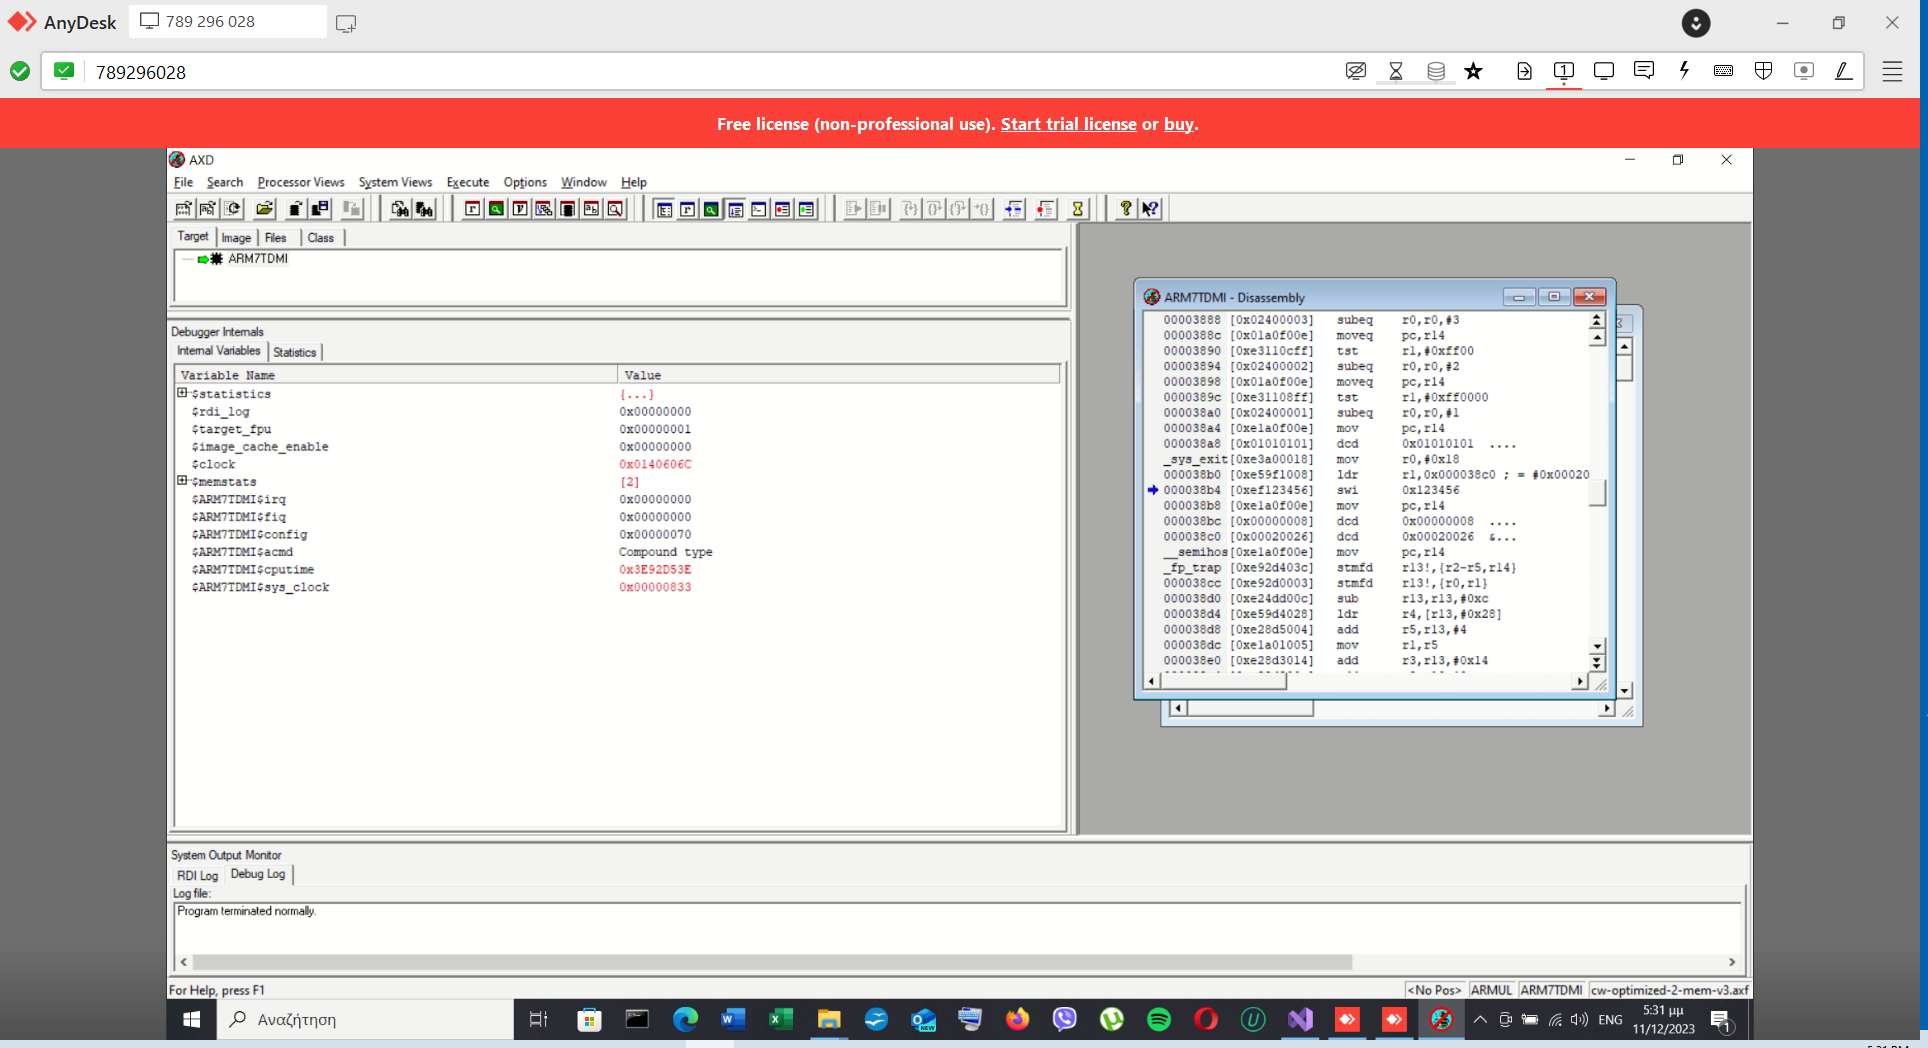 AnyDesk
789 296 028
789296028
1
Free license (non-professional use). Start trial license or buy.
AXD
File Search Processor Views System Views Execute Options Window Help
Target Image Files Class
ARM7TDMI
Debugger Internals
Internal Variables Statistics
Variable Name Value
$statistics {...}
$rdi_log 0x00000000
$target_fpu 0x00000001
$image_cache_enable 0x00000000
$clock 0x0140606C
$memstats [2]
$ARM7TDMI$irq 0x00000000
$ARM7TDMI$fiq 0x00000000
$ARM7TDMI$config 0x00000070
$ARM7TDMI$acmd Compound type
$ARM7TDMI$cputime 0x3E92D53E
$ARM7TDMI$sys_clock 0x00000833
ARM7TDMI - Disassembly
00003888 [0x02400003] subeq r0,r0,#3
0000388c [0x01a0f00e] moveq pc,r14
00003890 [0xe3110cff] tst r1,#0xff00
00003894 [0x02400002] subeq r0,r0,#2
00003898 [0x01a0f00e] moveq pc,r14
0000389c [0xe31108ff] tst r1,#0xff0000
000038a0 [0x02400001] subeq r0,r0,#1
000038a4 [0xe1a0f00e] mov pc,r14
000038a8 [0x01010101] dcd 0x01010101 ....
_sys_exit[0xe3a00018] mov r0,#0x18
000038b0 [0xe59f1008] ldr r1,0x000038c0 ; = #0x00020
000038b4 [0xef123456] swi 0x123456
000038b8 [0xe1a0f00e] mov pc,r14
000038bc [0x00000008] dcd 0x00000008 ....
000038c0 [0x00020026] dcd 0x00020026 &...
__semihos[0xe1a0f00e] mov pc,r14
_fp_trap [0xe92d403c] stmfd r13!,{r2-r5,r14}
000038cc [0xe92d0003] stmfd r13!,{r0,r1}
000038d0 [0xe24dd00c] sub r13,r13,#0xc
000038d4 [0xe59d4028] ldr r4,[r13,#0x28]
000038d8 [0xe28d5004] add r5,r13,#4
000038dc [0xe1a01005] mov r1,r5
000038e0 [0xe28d3014] add r3,r13,#0x14
System Output Monitor
RDI Log Debug Log
Log file:
Program terminated normally.
For Help, press F1
<No Pos> ARMUL ARM7TDMI cw-optimized-2-mem-v3.axf
Αναζήτηση
ENG
5:31 μμ
11/12/2023
1